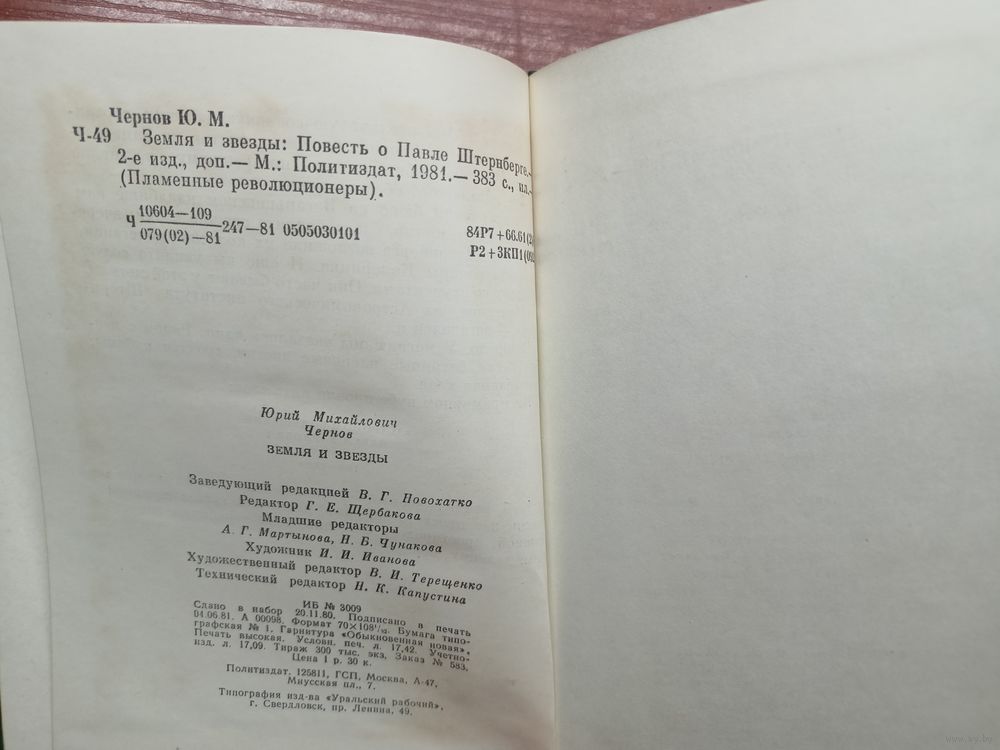 Чернов Ю. М.
Ч-49 Земля и звезды: Повесть о Павле Штернберге.—
2-е изд., доп.— М.: Политиздат, 1981.— 383 с., ил.—
(Пламенные революционеры).
Ч 10604—109
079(02)—81 247—81 0505030101
84Р7+66.61(2)
Р2+3КП1(092
Юрий Михайлович
Чернов
ЗЕМЛЯ И ЗВЕЗДЫ
Заведующий редакцией В. Г. Новохатко
Редактор Г. Е. Щербакова
Младшие редакторы
А. Г. Мартынова, Н. Б. Чунакова
Художник И. И. Иванова
Художественный редактор В. И. Терещенко
Технический редактор Н. К. Капустина
ИБ № 3009
Сдано в набор 20.11.80. Подписано в печать
04.06.81. А 00098. Формат 70×108¹/₃₂. Бумага типо-
графская № 1. Гарнитура «Обыкновенная новая».
Печать высокая. Условн. печ. л. 17,42. Учетно-
изд. л. 17,09. Тираж 300 тыс. экз. Заказ № 583.
Цена 1 р. 30 к.
Политиздат. 125811, ГСП, Москва, А-47,
Миусская пл., 7.
Типография изд-ва «Уральский рабочий»,
г. Свердловск, пр. Ленина, 49.
www.ay.by